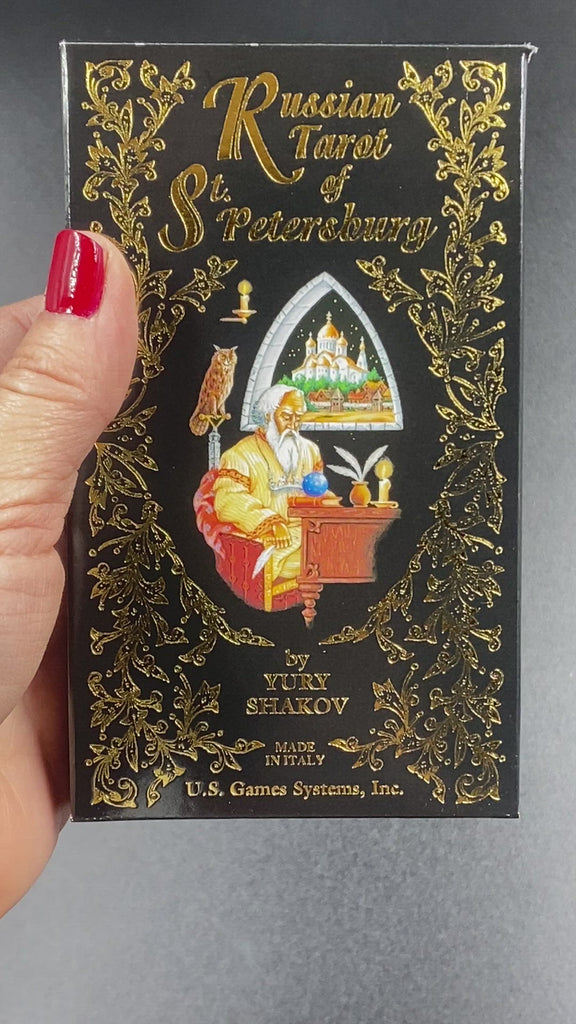 Russian
Tarot
of
St. Petersburg
by
YURY
SHAKOV
MADE
IN ITALY
U.S. Games Systems, Inc.